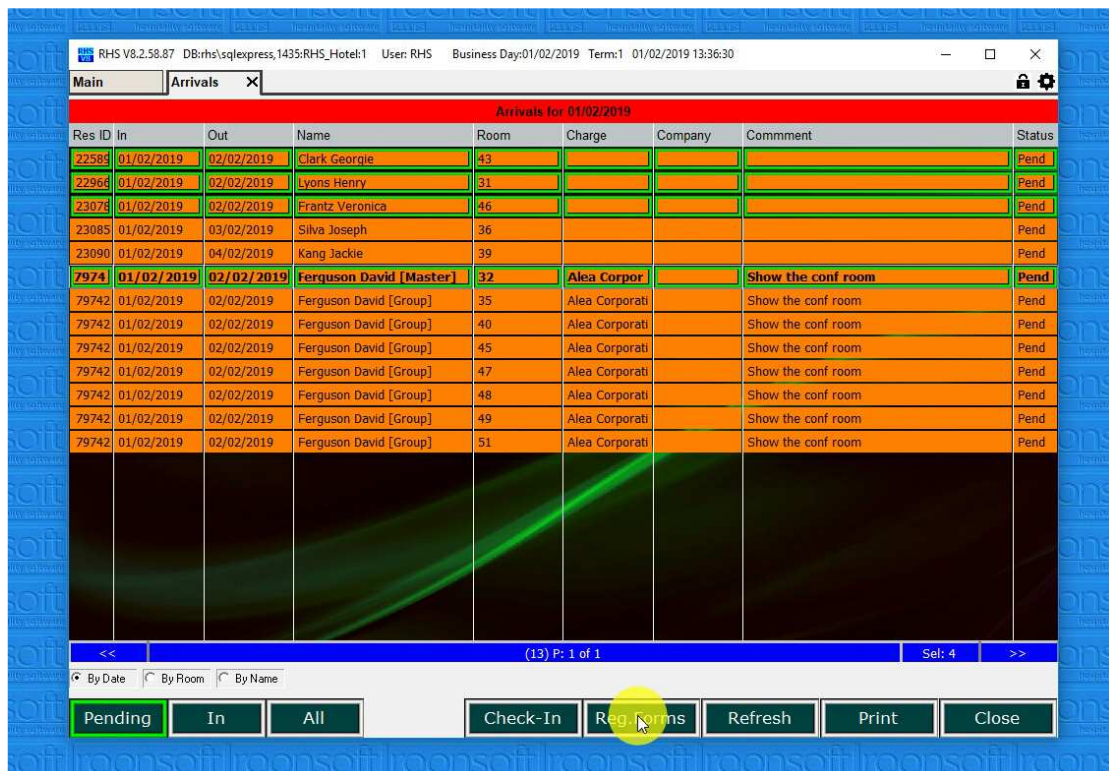 RHS V8.2.58.87 DB:rhs\sqlexpress,1435:RHS_Hotel:1 User: RHS Business Day:01/02/2019 Term:1 01/02/2019 13:36:30
Main Arrivals X
Arrivals for 01/02/2019
Res ID In Out Name Room Charge Company Commment Status
22589 01/02/2019 02/02/2019 Clark Georgie 43 Pend
22966 01/02/2019 02/02/2019 Lyons Henry 31 Pend
23078 01/02/2019 02/02/2019 Frantz Veronica 46 Pend
23085 01/02/2019 03/02/2019 Silva Joseph 36 Pend
23090 01/02/2019 04/02/2019 Kang Jackie 39 Pend
7974 01/02/2019 02/02/2019 Ferguson David [Master] 32 Alea Corpor Show the conf room Pend
79742 01/02/2019 02/02/2019 Ferguson David [Group] 35 Alea Corporati Show the conf room Pend
79742 01/02/2019 02/02/2019 Ferguson David [Group] 40 Alea Corporati Show the conf room Pend
79742 01/02/2019 02/02/2019 Ferguson David [Group] 45 Alea Corporati Show the conf room Pend
79742 01/02/2019 02/02/2019 Ferguson David [Group] 47 Alea Corporati Show the conf room Pend
79742 01/02/2019 02/02/2019 Ferguson David [Group] 48 Alea Corporati Show the conf room Pend
79742 01/02/2019 02/02/2019 Ferguson David [Group] 49 Alea Corporati Show the conf room Pend
79742 01/02/2019 02/02/2019 Ferguson David [Group] 51 Alea Corporati Show the conf room Pend
<< (13) P: 1 of 1 Sel: 4 >>
By Date By Room By Name
Pending In All Check-In Reg.Forms Refresh Print Close